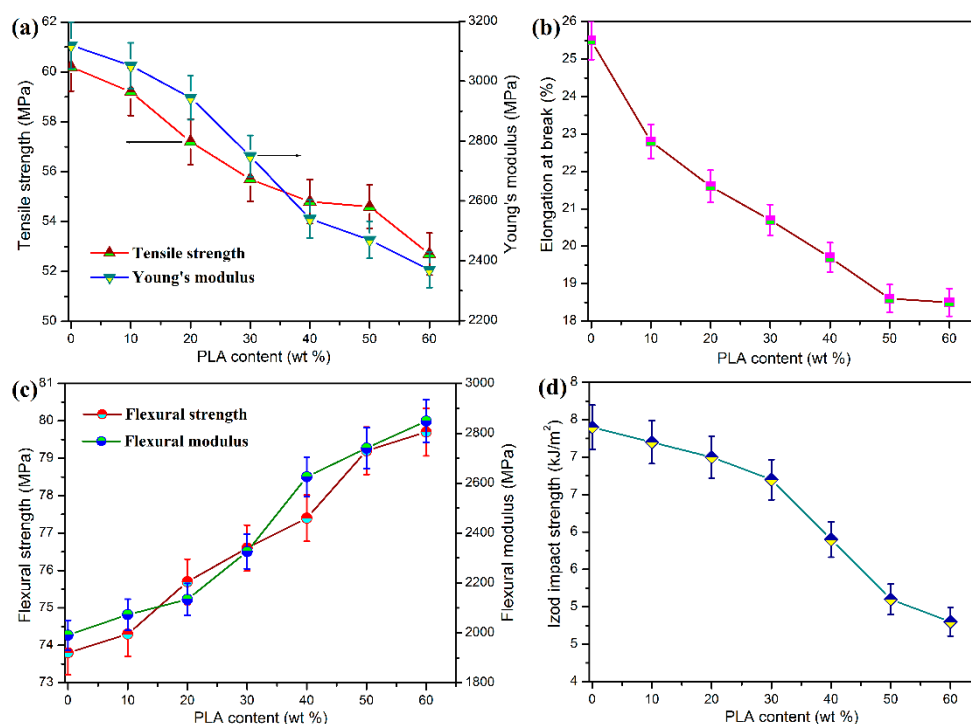 (a)
Tensile strength (MPa)
62
60
58
56
54
52
50
3200
3000
2800
2600
2400
2200
Young's modulus (MPa)
Tensile strength
Young's modulus
0 10 20 30 40 50 60
PLA content (wt %)
(b)
Elongation at break (%)
26
25
23
22
20
19
18
0 10 20 30 40 50 60
PLA content (wt %)
(c)
Flexural strength (MPa)
81
80
79
78
77
76
75
74
73
3000
2800
2600
2400
2200
2000
1800
Flexural modulus (MPa)
Flexural strength
Flexural modulus
0 10 20 30 40 50 60
PLA content (wt %)
(d)
Izod impact strength (kJ/m²)
8
8
7
7
6
6
5
5
4
0 10 20 30 40 50 60
PLA content (wt %)